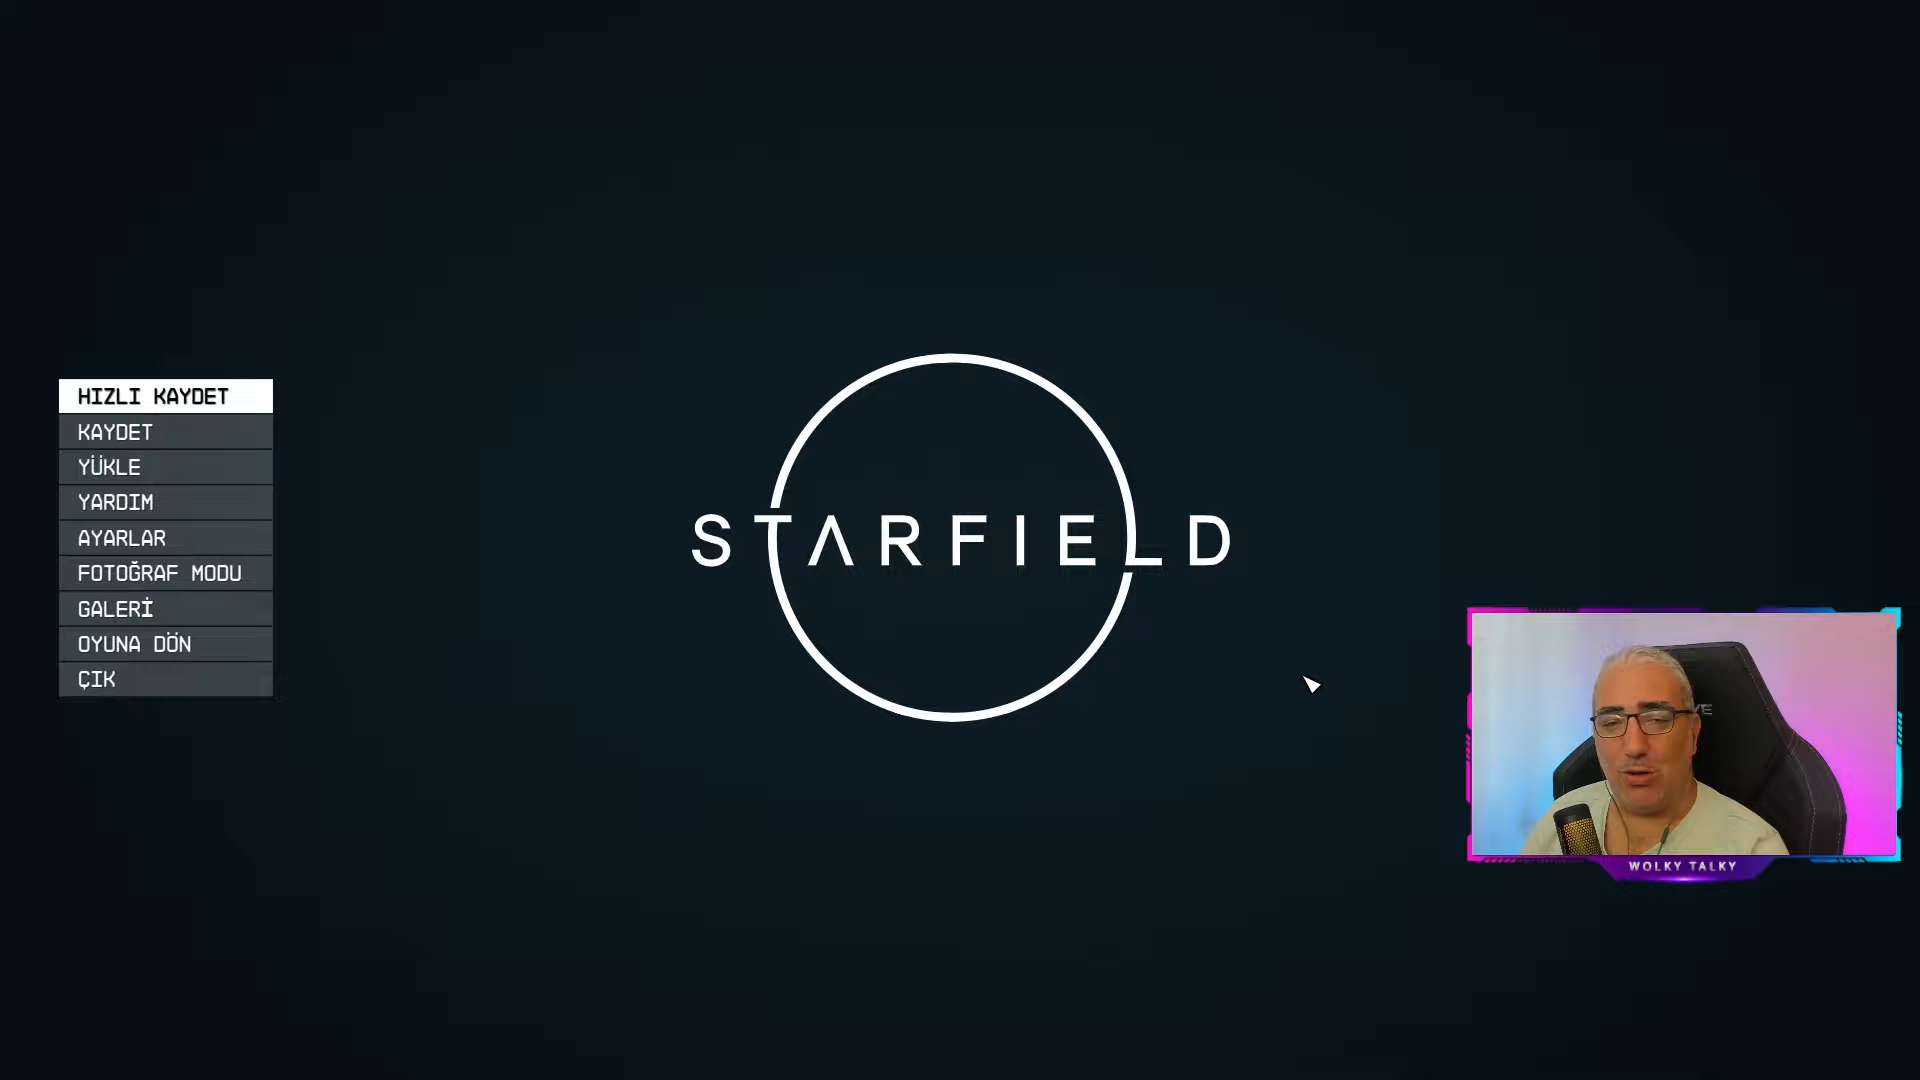 HIZLI KAYDET
KAYDET
YÜKLE
YARDIM
AYARLAR
FOTOĞRAF MODU
GALERİ
OYUNA DÖN
ÇIK
STARFIELD
WOLKY TALKY